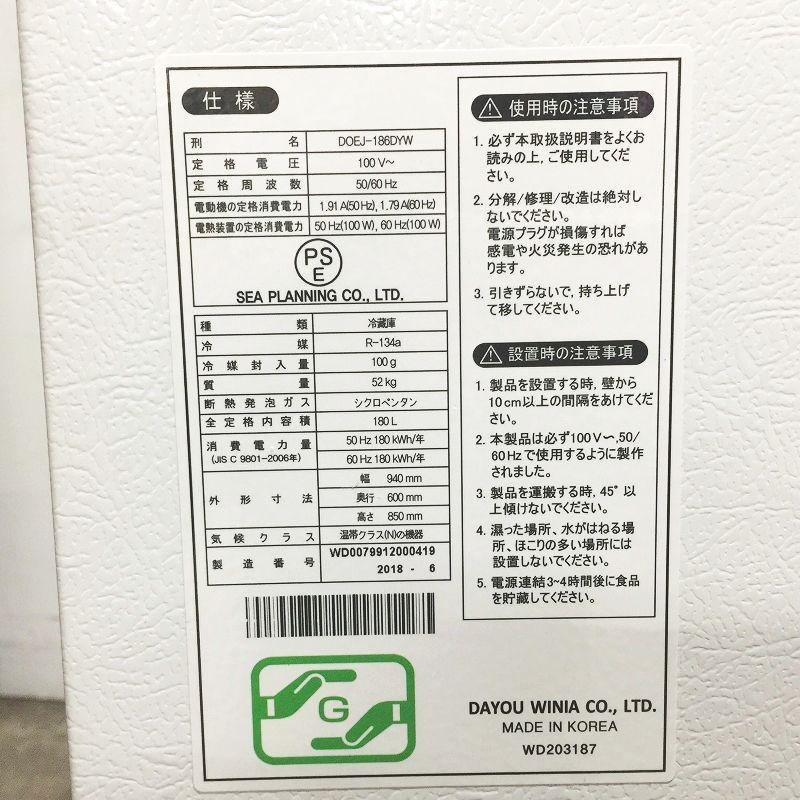 仕様
刑名 DOEJ-186DYW
定格電圧 100 V～
定格周波数 50/60 Hz
電動機の定格消費電力 1.91 A(50 Hz), 1.79 A(60 Hz)
電熱装置の定格消費電力 50 Hz(100 W), 60 Hz(100 W)
PS
E
SEA PLANNING CO., LTD.
種類 冷蔵庫
冷媒 R-134a
冷媒封入量 100 g
質量 52 kg
断熱発泡ガス シクロペンタン
全定格内容積 180 L
消費電力量 50 Hz 180 kWh/年
(JIS C 9801-2006年) 60 Hz 180 kWh/年
外形寸法 幅 940 mm
奥行 600 mm
高さ 850 mm
気候クラス 温帯クラス(N)の機器
製造番号 WD0079912000419
2018 - 6
G
使用時の注意事項
1. 必ず本取扱説明書をよくお
読みの上, ご使用してくだ
さい。
2. 分解/修理/改造は絶対し
ないでください。
電源プラグが損傷すれば
感電や火災発生の恐れがあ
ります。
3. 引きずらないで, 持ち上げ
て移してください。
設置時の注意事項
1. 製品を設置する時, 壁から
10 cm以上の間隔をあけてくだ
さい。
2. 本製品は必ず100 V～, 50/
60 Hzで使用するように製作
されました。
3. 製品を運搬する時, 45° 以
上傾けないでください。
4. 濡った場所、水がはねる場
所、ほこりの多い場所には
設置しないでください。
5. 電源連結3~4時間後に食品
を貯蔵してください。
DAYOU WINIA CO., LTD.
MADE IN KOREA
WD203187